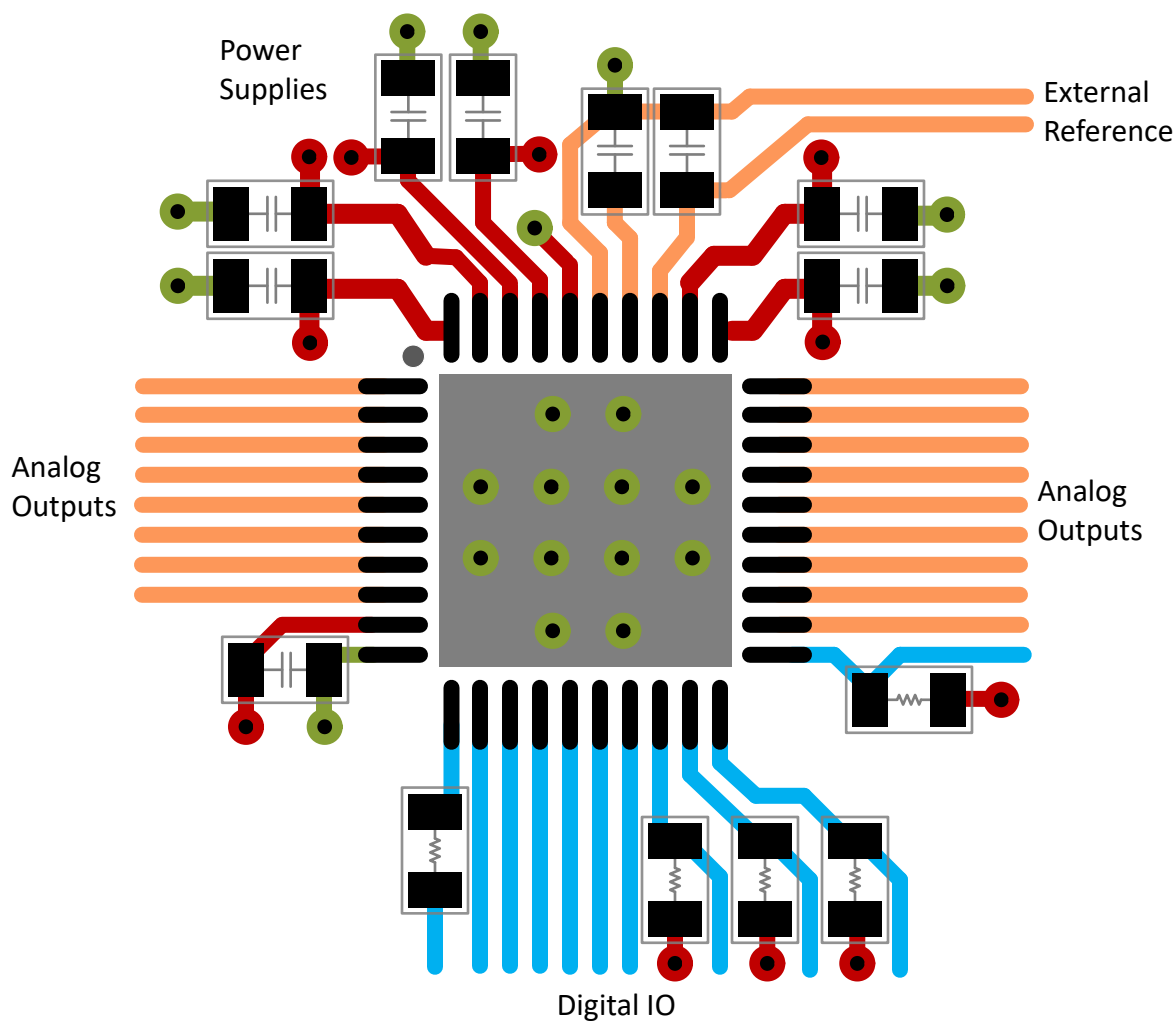 Power
Supplies
External
Reference
Analog
Outputs
Analog
Outputs
Digital IO